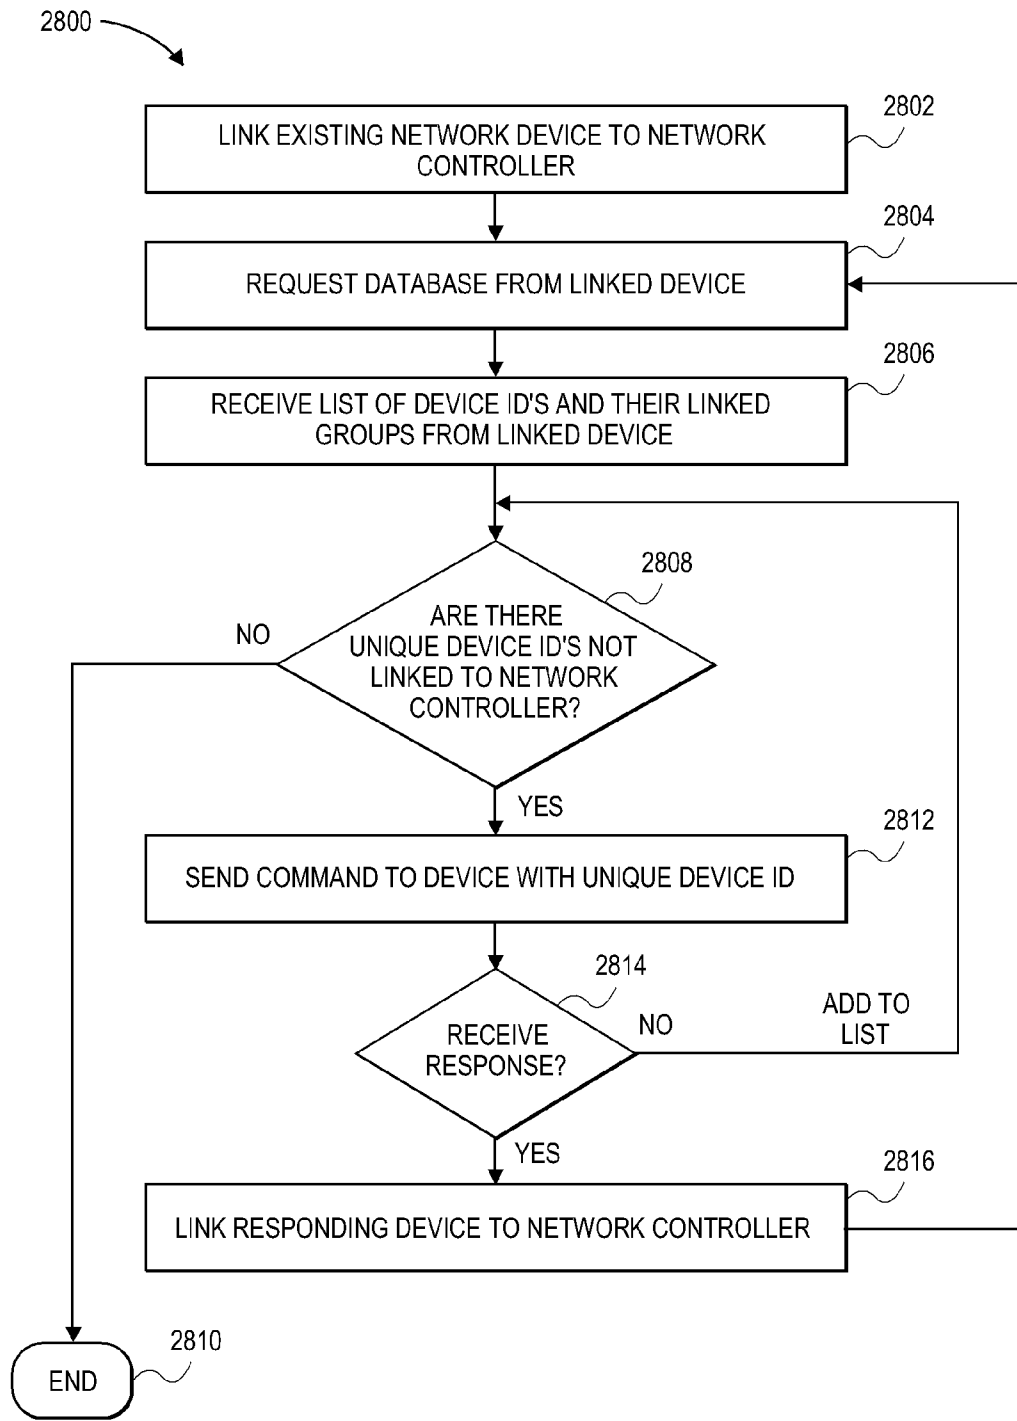 2800
2802
LINK EXISTING NETWORK DEVICE TO NETWORK
CONTROLLER
2804
REQUEST DATABASE FROM LINKED DEVICE
2806
RECEIVE LIST OF DEVICE ID'S AND THEIR LINKED
GROUPS FROM LINKED DEVICE
2808
ARE THERE
UNIQUE DEVICE ID'S NOT
LINKED TO NETWORK
CONTROLLER?
NO
YES
2812
SEND COMMAND TO DEVICE WITH UNIQUE DEVICE ID
2814
RECEIVE
RESPONSE?
NO
ADD TO
LIST
YES
2816
LINK RESPONDING DEVICE TO NETWORK CONTROLLER
2810
END